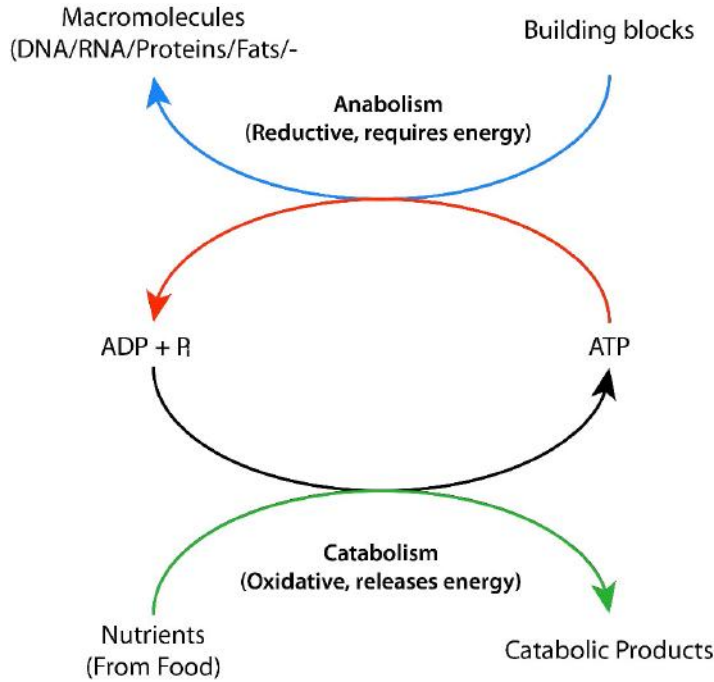 Macromolecules
(DNA/RNA/Proteins/Fats/-
Building blocks
Anabolism
(Reductive, requires energy)
ADP + Pi
ATP
Catabolism
(Oxidative, releases energy)
Nutrients
(From Food)
Catabolic Products